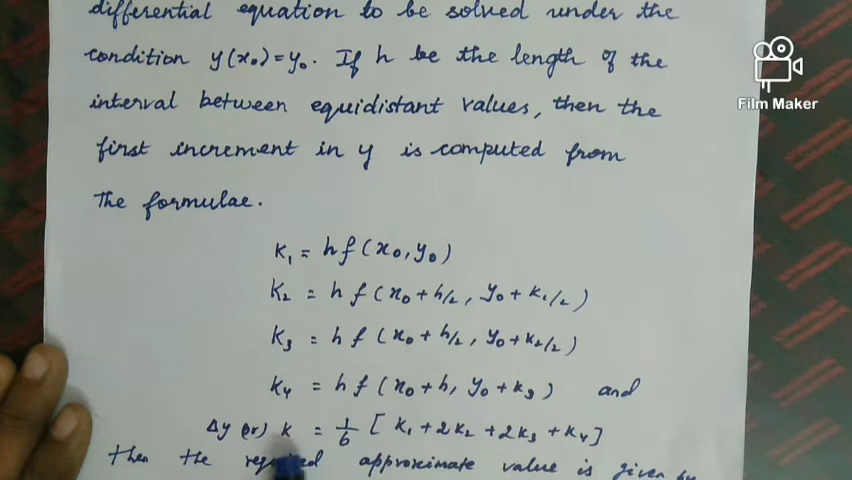 differential equation to be solved under the
condition y(x₀)=y₀. If h be the length of the
interval between equidistant values, then the
first increment in y is computed from
the formulae.
K₁ = hf(x₀,y₀)
K₂ = hf(x₀+h/2, y₀+k₁/2)
K₃ = hf(x₀+h/2, y₀+k₂/2)
K₄ = hf(x₀+h, y₀+k₃) and
Δy (or) K = 1/6 [K₁+2K₂+2K₃+K₄]
then the required approximate value is given by
Film Maker